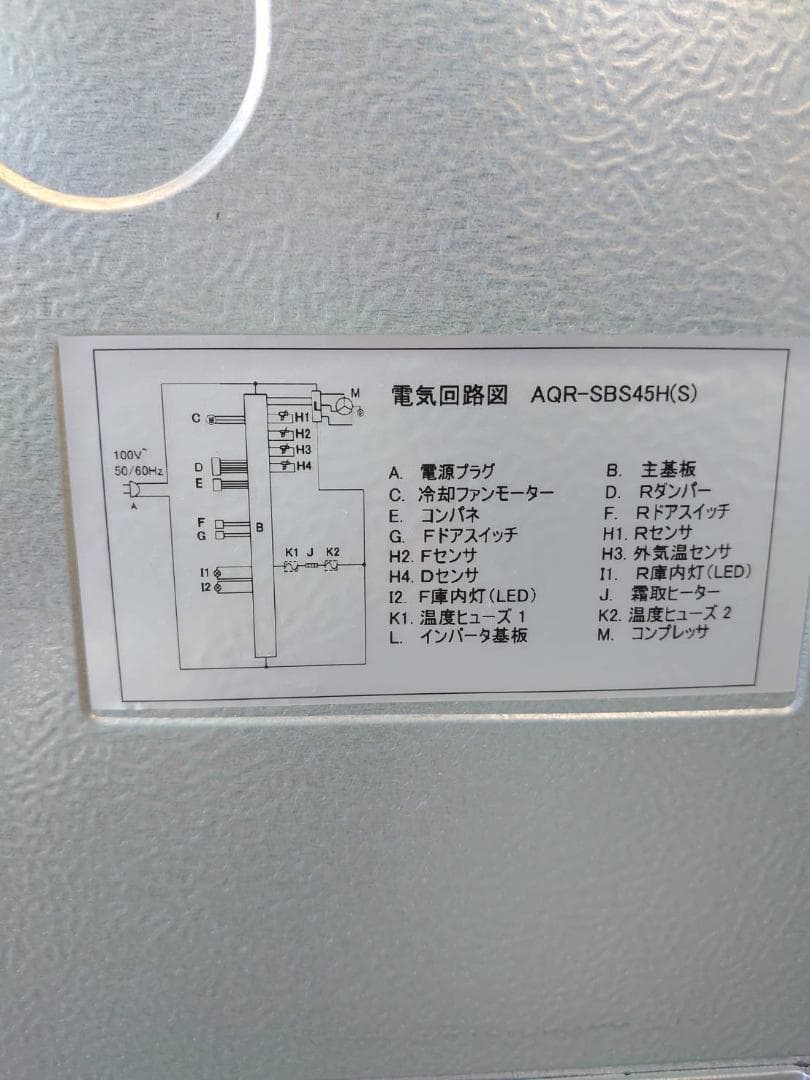 電気回路図 AQR-SBS45H(S)
M
C M
L
H1
H2
H3
H4
100V~
50/60Hz
A
D
E
F
G
B
K1 J K2
I1
I2
A. 電源プラグ B. 主基板
C. 冷却ファンモーター D. Rダンパー
E. コンパネ F. Rドアスイッチ
G. Fドアスイッチ H1. Rセンサ
H2. Fセンサ H3. 外気温センサ
H4. Dセンサ I1. R庫内灯(LED)
I2. F庫内灯(LED) J. 霜取ヒーター
K1. 温度ヒューズ 1 K2. 温度ヒューズ 2
L. インバータ基板 M. コンプレッサ